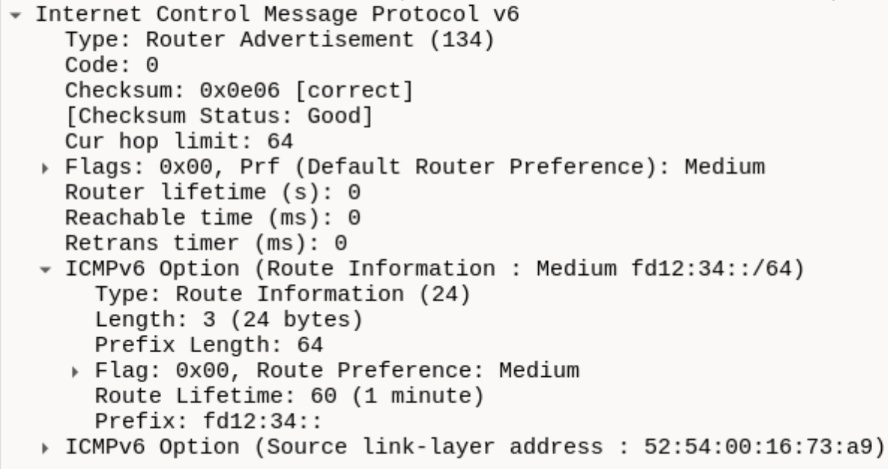 Internet Control Message Protocol v6
Type: Router Advertisement (134)
Code: 0
Checksum: 0x0e06 [correct]
[Checksum Status: Good]
Cur hop limit: 64
Flags: 0x00, Prf (Default Router Preference): Medium
Router lifetime (s): 0
Reachable time (ms): 0
Retrans timer (ms): 0
ICMPv6 Option (Route Information : Medium fd12:34::/64)
Type: Route Information (24)
Length: 3 (24 bytes)
Prefix Length: 64
Flag: 0x00, Route Preference: Medium
Route Lifetime: 60 (1 minute)
Prefix: fd12:34::
ICMPv6 Option (Source link-layer address : 52:54:00:16:73:a9)